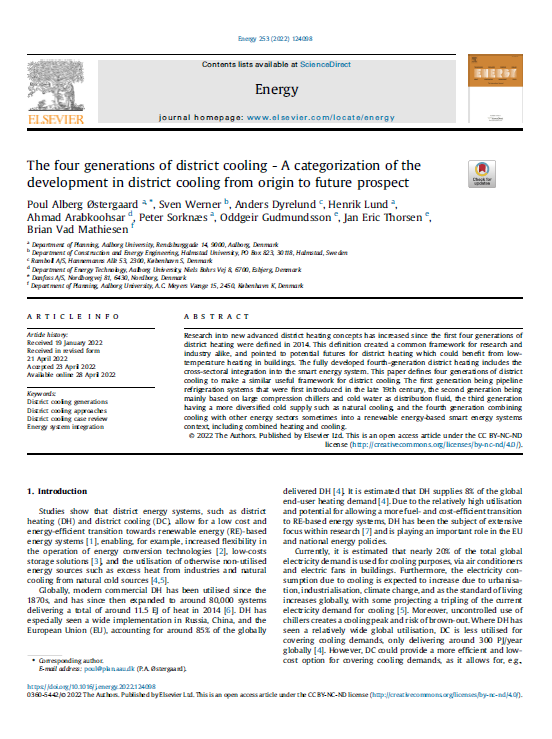 Energy 253 (2022) 124098
Contents lists available at ScienceDirect
Energy
journal homepage: www.elsevier.com/locate/energy
ELSEVIER
ENERGY
Check for
updates
The four generations of district cooling - A categorization of the
development in district cooling from origin to future prospect
Poul Alberg Østergaard a, *, Sven Werner b, Anders Dyrelund c, Henrik Lund a,
Ahmad Arabkoohsar d, Peter Sorknæs a, Oddgeir Gudmundsson e, Jan Eric Thorsen e,
Brian Vad Mathiesen f
a Department of Planning, Aalborg University, Rendsburggade 14, 9000, Aalborg, Denmark
b Department of Construction and Energy Engineering, Halmstad University, PO Box 823, 30118, Halmstad, Sweden
c Ramboll A/S, Hannemanns Allé 53, 2300, København S, Denmark
d Department of Energy Technology, Aalborg University, Niels Bohrs Vej 8, 6700, Esbjerg, Denmark
e Danfoss A/S, Nordborgvej 81, 6430, Nordborg, Denmark
f Department of Planning, Aalborg University, A.C. Meyers Vænge 15, 2450, København K, Denmark
ARTICLE INFO
Article history:
Received 19 January 2022
Received in revised form
21 April 2022
Accepted 23 April 2022
Available online 28 April 2022
Keywords:
District cooling generations
District cooling approaches
District cooling case review
Energy system integration
ABSTRACT
Research into new advanced district heating concepts has increased since the first four generations of
district heating were defined in 2014. This definition created a common framework for research and
industry alike, and pointed to potential futures for district heating which could benefit from low-
temperature heating in buildings. The fully developed fourth-generation district heating includes the
cross-sectoral integration into the smart energy system. This paper defines four generations of district
cooling to make a similar useful framework for district cooling. The first generation being pipeline
refrigeration systems that were first introduced in the late 19th century, the second generation being
mainly based on large compression chillers and cold water as distribution fluid, the third generation
having a more diversified cold supply such as natural cooling, and the fourth generation combining
cooling with other energy sectors sometimes into a renewable energy-based smart energy systems
context, including combined heating and cooling.
© 2022 The Authors. Published by Elsevier Ltd. This is an open access article under the CC BY-NC-ND
license (http://creativecommons.org/licenses/by-nc-nd/4.0/).
1. Introduction
Studies show that district energy systems, such as district
heating (DH) and district cooling (DC), allow for a low cost and
energy-efficient transition towards renewable energy (RE)-based
energy systems [1], enabling, for example, increased flexibility in
the operation of energy conversion technologies [2], low-costs
storage solutions [3], and the utilisation of otherwise non-utilised
energy sources such as excess heat from industries and natural
cooling from natural cold sources [4,5].
Globally, modern commercial DH has been utilised since the
1870s, and has since then expanded to around 80,000 systems
delivering a total of around 11.5 EJ of heat in 2014 [6]. DH has
especially seen a wide implementation in Russia, China, and the
European Union (EU), accounting for around 85% of the globally
delivered DH [4]. It is estimated that DH supplies 8% of the global
end-user heating demand [4]. Due to the relatively high utilisation
and potential for allowing a more fuel- and cost-efficient transition
to RE-based energy systems, DH has been the subject of extensive
focus within research [7] and is playing an important role in the EU
and national energy policies.
Currently, it is estimated that nearly 20% of the total global
electricity demand is used for cooling purposes, via air conditioners
and electric fans in buildings. Furthermore, the electricity con-
sumption due to cooling is expected to increase due to urbanisa-
tion, industrialisation, climate change, and as the standard of living
increases globally, with some projecting a tripling of the current
electricity demand for cooling [5]. Moreover, uncontrolled use of
chillers creates a cooling peak and risk of brown-out. Where DH has
seen a relatively wide global utilisation, DC is less utilised for
covering cooling demands, only delivering around 300 PJ/year
globally [4]. However, DC could provide a more efficient and low-
cost option for covering cooling demands, as it allows for, e.g.,
* Corresponding author.
E-mail address: poul@plan.aau.dk (P.A. Østergaard).
https://doi.org/10.1016/j.energy.2022.124098
0360-5442/© 2022 The Authors. Published by Elsevier Ltd. This is an open access article under the CC BY-NC-ND license (http://creativecommons.org/licenses/by-nc-nd/4.0/).